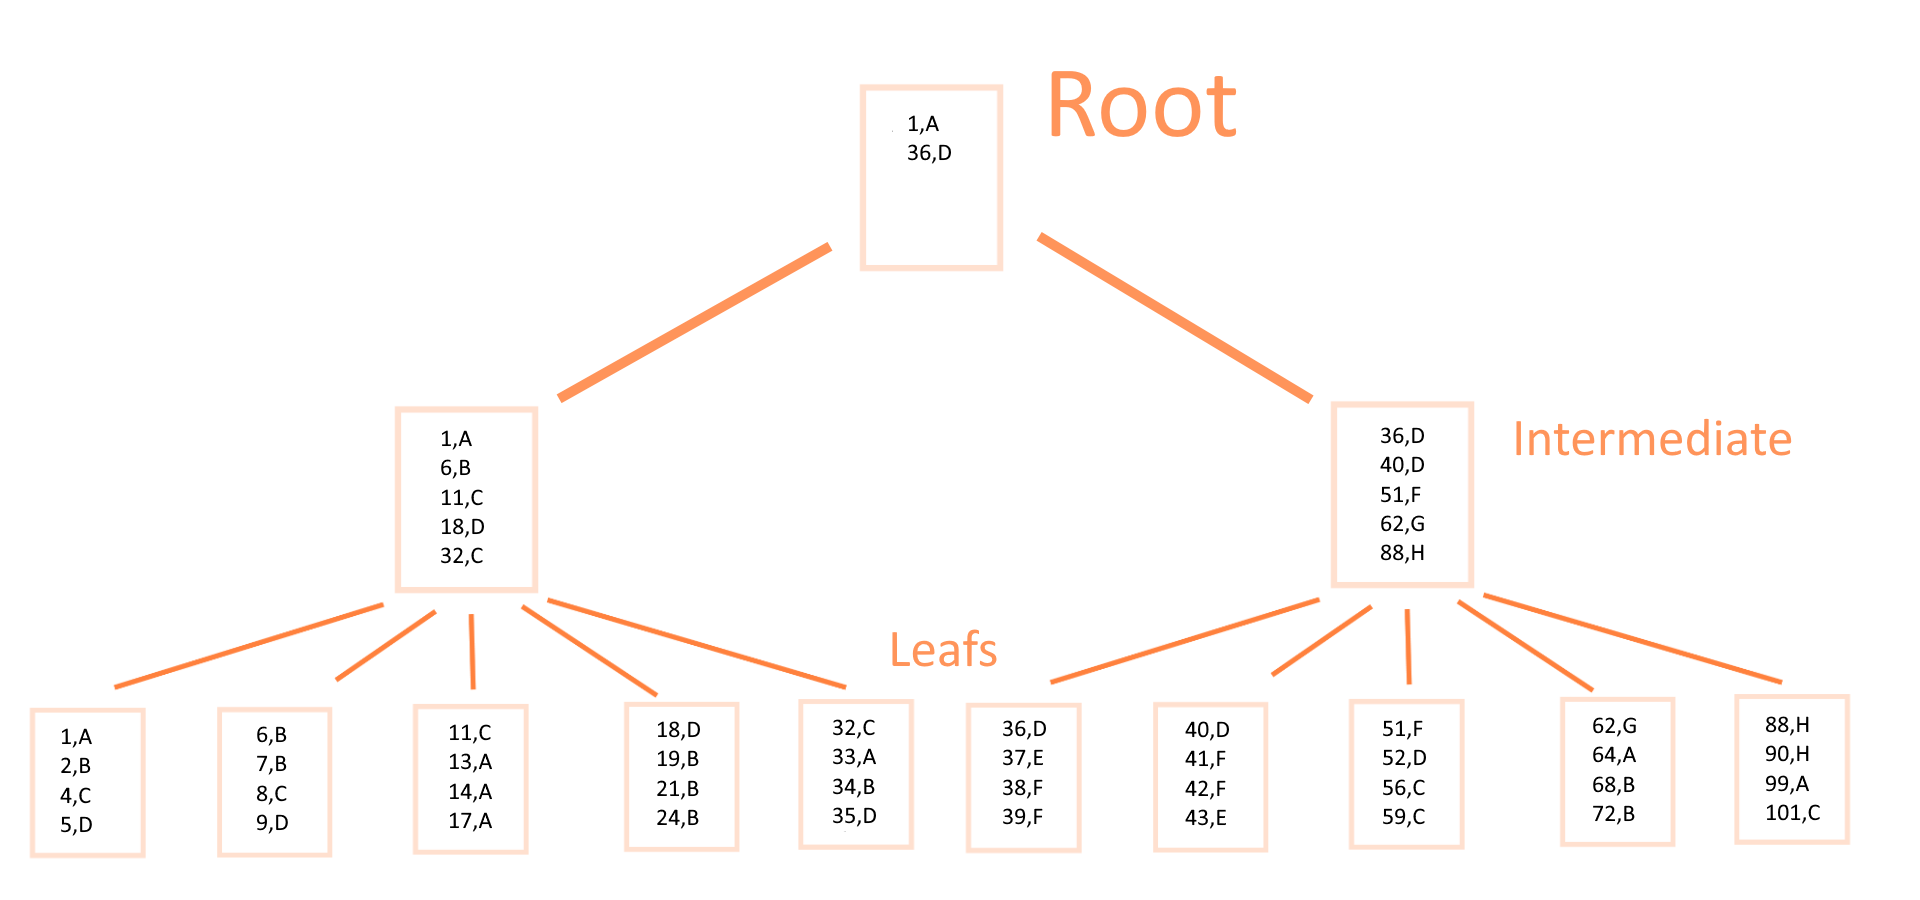 Root
1,A
36,D
1,A
6,B
11,C
18,D
32,C
36,D
40,D
51,F
62,G
88,H
Intermediate
Leafs
1,A
2,B
4,C
5,D
6,B
7,B
8,C
9,D
11,C
13,A
14,A
17,A
18,D
19,B
21,B
24,B
32,C
33,A
34,B
35,D
36,D
37,E
38,F
39,F
40,D
41,F
42,F
43,E
51,F
52,D
56,C
59,C
62,G
64,A
68,B
72,B
88,H
90,H
99,A
101,C